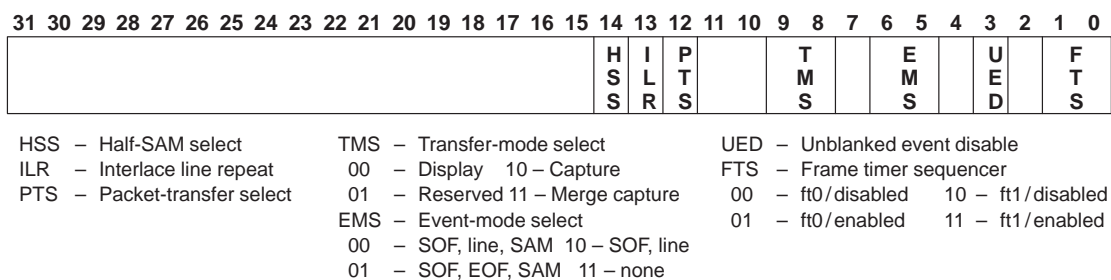 31 30 29 28 27 26 25 24 23 22 21 20 19 18 17 16 15 14 13 12 11 10 9 8 7 6 5 4 3 2 1 0
H I P T E U F
S L T M M E T
S R S S S D S
HSS – Half-SAM select TMS – Transfer-mode select UED – Unblanked event disable
ILR – Interlace line repeat 00 – Display 10 – Capture FTS – Frame timer sequencer
PTS – Packet-transfer select 01 – Reserved 11 – Merge capture 00 – ft0/disabled 10 – ft1/disabled
EMS – Event-mode select 01 – ft0/enabled 11 – ft1/enabled
00 – SOF, line, SAM 10 – SOF, line
01 – SOF, EOF, SAM 11 – none